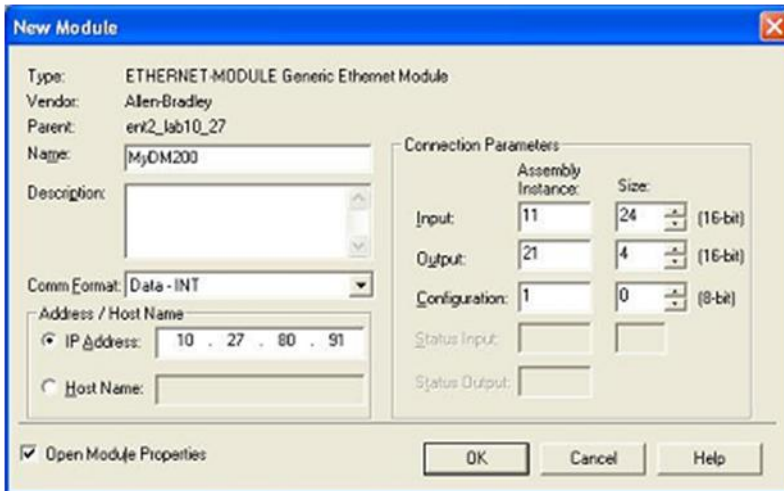 New Module
Type: ETHERNET-MODULE Generic Ethernet Module
Vendor: Allen-Bradley
Parent: ent2_lab10_27
Name: MyDM200
Description:
Comm Format: Data - INT
Address / Host Name
IP Address: 10 . 27 . 80 . 91
Host Name:
Connection Parameters
Assembly Instance: Size:
Input: 11 24 (16-bit)
Output: 21 4 (16-bit)
Configuration: 1 0 (8-bit)
Status Input:
Status Output:
Open Module Properties
OK Cancel Help